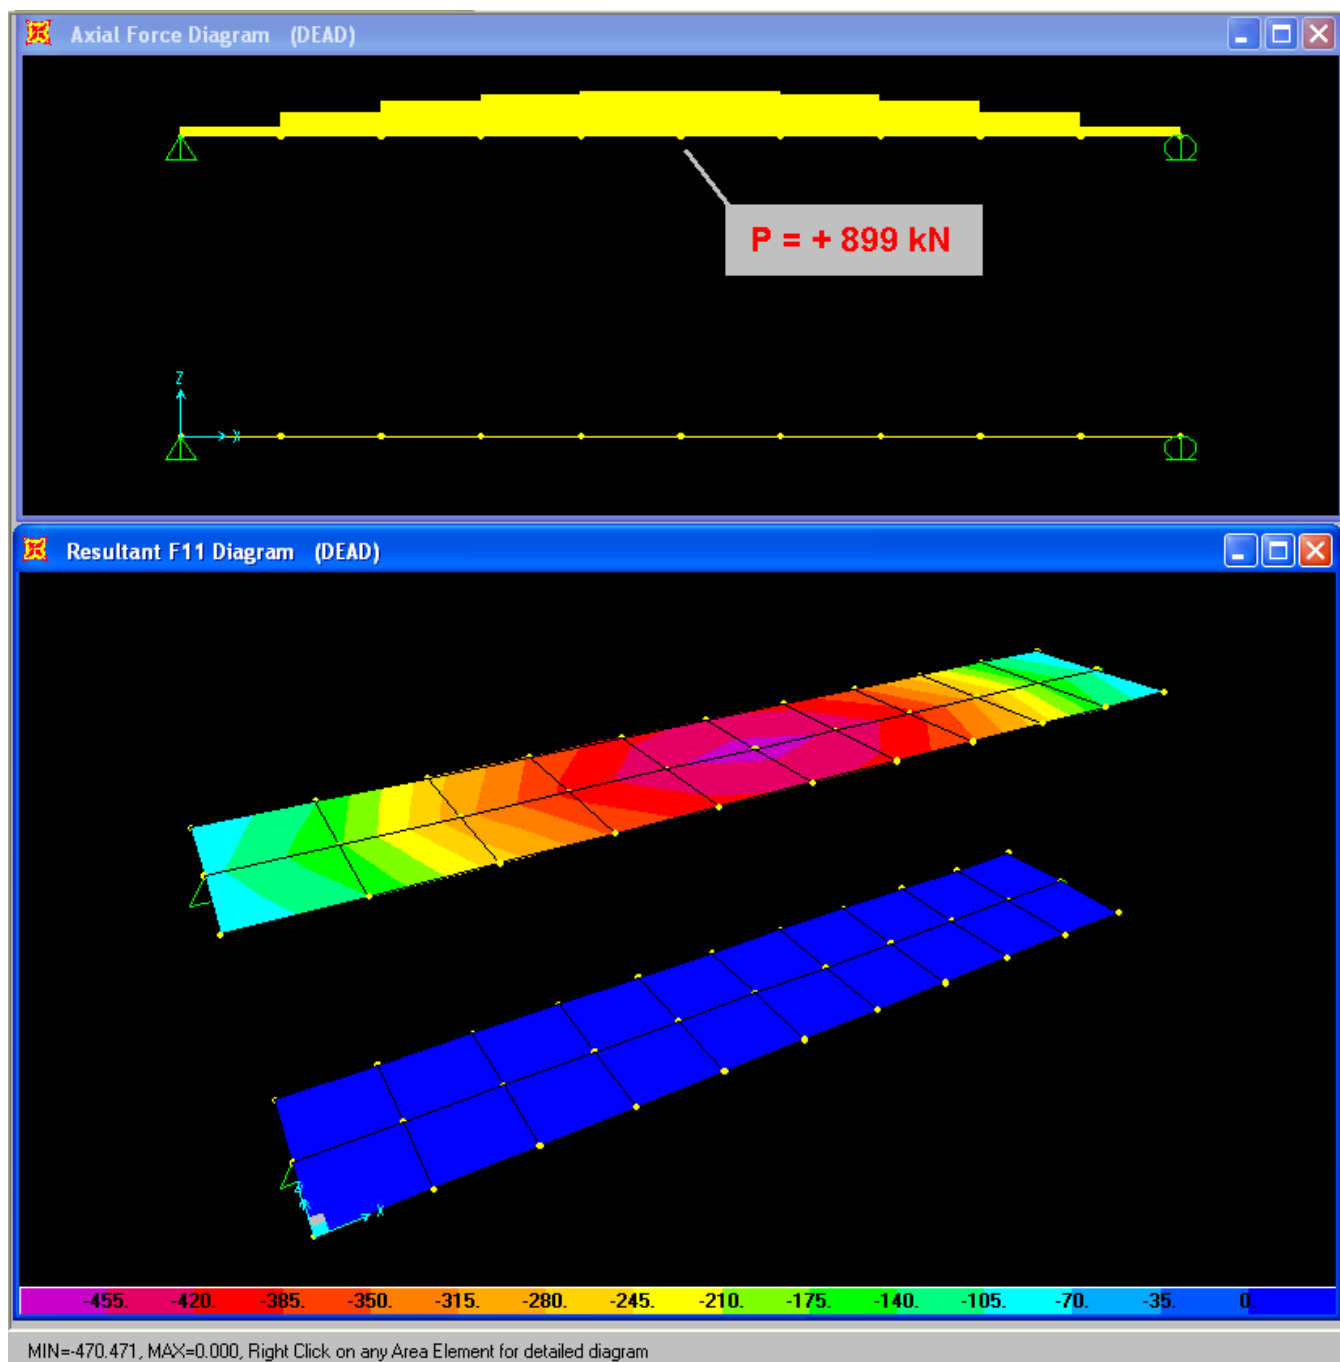 Axial Force Diagram (DEAD)
P = + 899 kN
Z
X
Resultant F11 Diagram (DEAD)
Z
X
-455. -420. -385. -350. -315. -280. -245. -210. -175. -140. -105. -70. -35. 0.
MIN=-470.471, MAX=0.000, Right Click on any Area Element for detailed diagram